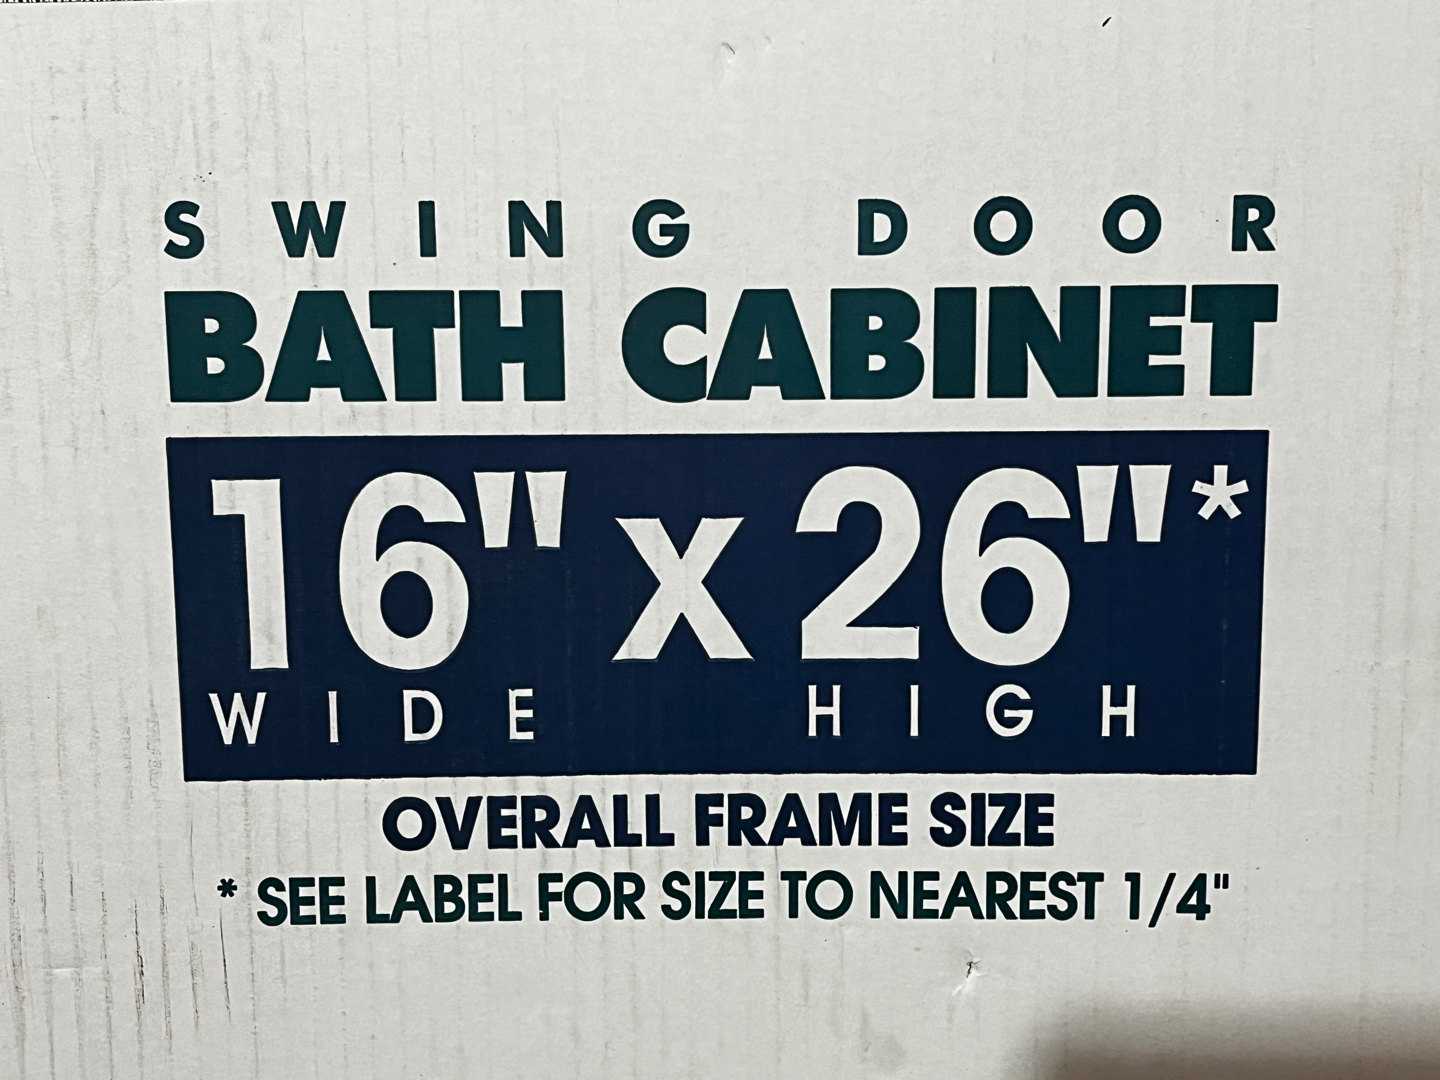 SWING DOOR
BATH CABINET
16" x 26"*
WIDE HIGH
OVERALL FRAME SIZE
* SEE LABEL FOR SIZE TO NEAREST 1/4"